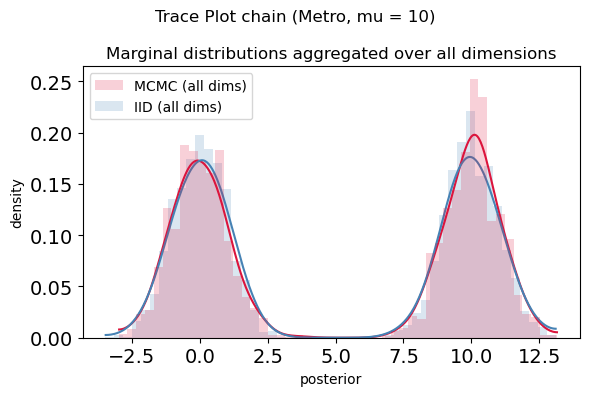 Trace Plot chain (Metro, mu = 10)
Marginal distributions aggregated over all dimensions
MCMC (all dims)
IID (all dims)
density
0.25
0.20
0.15
0.10
0.05
0.00
−2.5 0.0 2.5 5.0 7.5 10.0 12.5
posterior